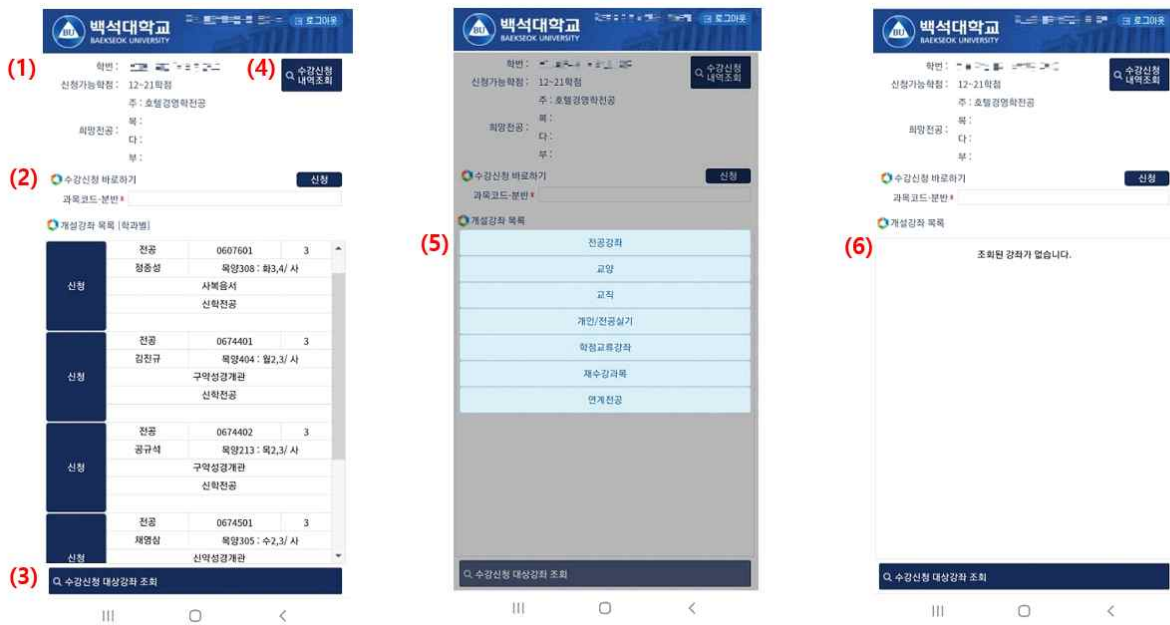 백석대학교
BAEKSEOK UNIVERSITY
로그아웃
(1)
학번 :
(4)
수강신청
내역조회
신청가능학점 : 12~21학점
희망전공 :
주 : 호텔경영학전공
복 :
다 :
부 :
(2)
수강신청 바로하기
신청
과목코드-분반*
개설강좌 목록 [학과별]
신청
전공 0607601 3
정종성 목양308 : 화3,4/ 사
사복음서
신학전공
신청
전공 0674401 3
김진규 목양404 : 월2,3/ 사
구약성경개관
신학전공
신청
전공 0674402 3
공규석 목양213 : 목2,3/ 사
구약성경개관
신학전공
신청
전공 0674501 3
채영삼 목양305 : 수2,3/ 사
신약성경개관
(3)
수강신청 대상강좌 조회
백석대학교
BAEKSEOK UNIVERSITY
로그아웃
학번 :
수강신청
내역조회
신청가능학점 : 12~21학점
희망전공 :
주 : 호텔경영학전공
복 :
다 :
부 :
수강신청 바로하기
신청
과목코드-분반*
개설강좌 목록
(5)
전공강좌
교양
교직
개인/전공실기
학점교류강좌
재수강과목
연계전공
수강신청 대상강좌 조회
백석대학교
BAEKSEOK UNIVERSITY
로그아웃
학번 :
수강신청
내역조회
신청가능학점 : 12~21학점
희망전공 :
주 : 호텔경영학전공
복 :
다 :
부 :
수강신청 바로하기
신청
과목코드-분반*
개설강좌 목록
(6)
조회된 강좌가 없습니다.
수강신청 대상강좌 조회